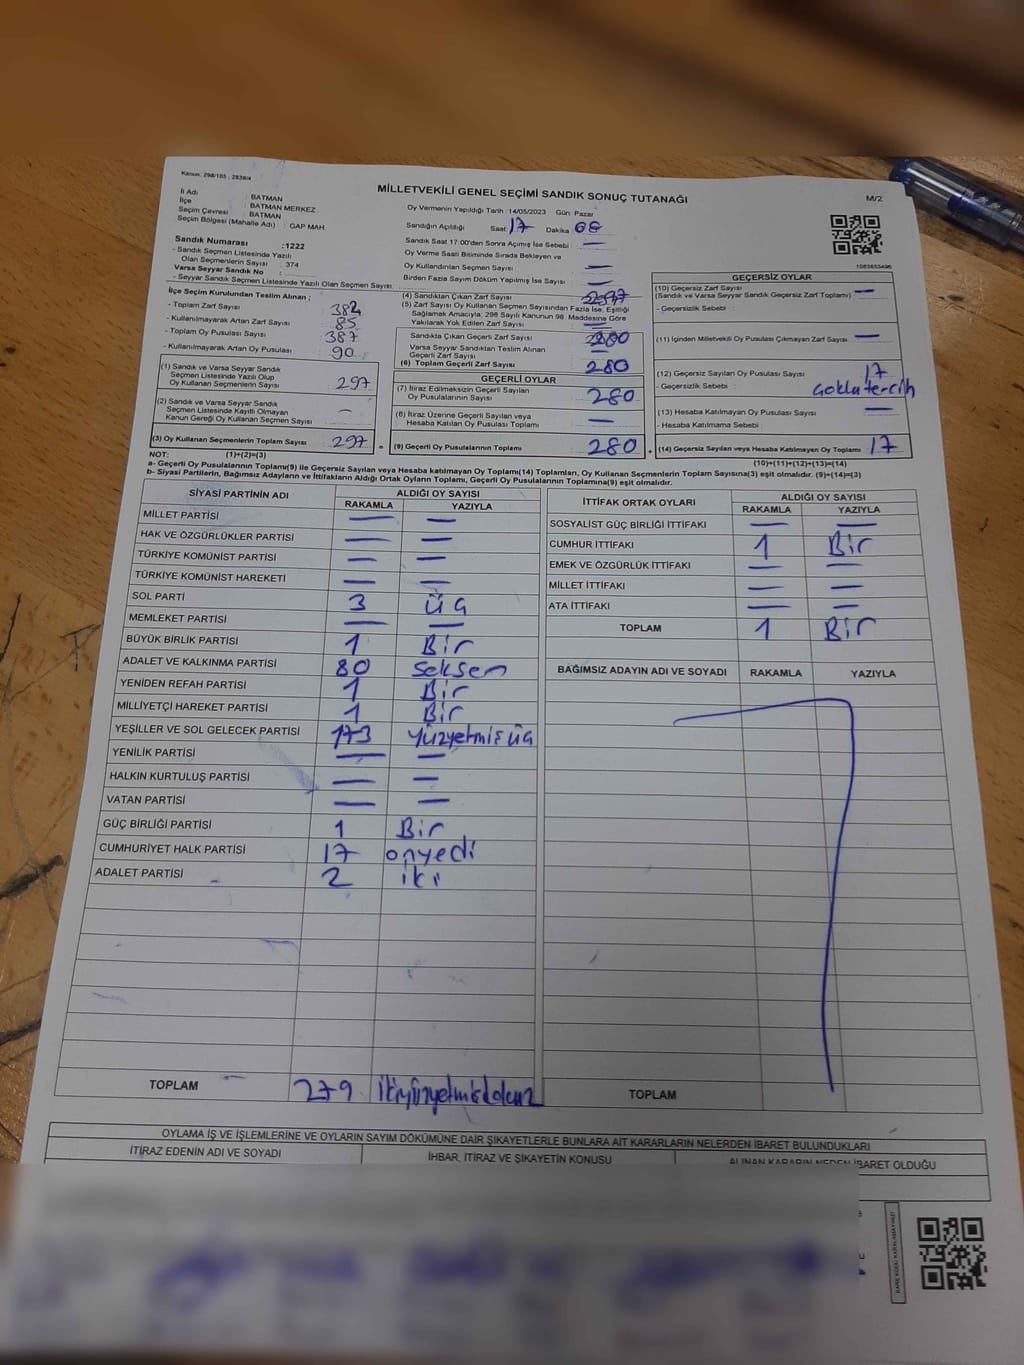 Kanun: 298/105 , 2839/4
MİLLETVEKİLİ GENEL SEÇİMİ SANDIK SONUÇ TUTANAĞI
M/2
İl Adı : BATMAN
İlçe : BATMAN MERKEZ
Seçim Çevresi : BATMAN
Seçim Bölgesi (Mahalle Adı) : GAP MAH.
Oy Vermenin Yapıldığı Tarih :14/05/2023 Gün: Pazar
Sandığın Açıldığı Saat: 17 Dakika 08
Sandık Saat 17:00'den Sonra Açılmış İse Sebebi : —
Oy Verme Saati Bitiminde Sırada Bekleyen ve
Oy Kullandırılan Seçmen Sayısı : —
Birden Fazla Sayım Döküm Yapılmış İse Sayısı : —
Sandık Numarası :1222
- Sandık Seçmen Listesinde Yazılı
Olan Seçmenlerin Sayısı : 374
Varsa Seyyar Sandık No :
- Seyyar Sandık Seçmen Listesinde Yazılı Olan Seçmen Sayısı
İlçe Seçim Kurulundan Teslim Alınan ;
- Toplam Zarf Sayısı : 382
- Kullanılmayarak Artan Zarf Sayısı : 85
- Toplam Oy Pusulası Sayısı : 387
- Kullanılmayarak Artan Oy Pusulası : 90
(1) Sandık ve Varsa Seyyar Sandık
Seçmen Listesinde Yazılı Olup
Oy Kullanan Seçmenlerin Sayısı : 297
(2) Sandık ve Varsa Seyyar Sandık
Seçmen Listesinde Kayıtlı Olmayan
Kanun Gereği Oy Kullanan Seçmen Sayısı : —
(3) Oy Kullanan Seçmenlerin Toplam Sayısı : 297 =
(4) Sandıktan Çıkan Zarf Sayısı : 297
(5) Zarf Sayısı Oy Kullanan Seçmen Sayısından Fazla İse, Eşitliği
Sağlamak Amacıyla, 298 Sayılı Kanunun 98. Maddesine Göre
Yakılarak Yok Edilen Zarf Sayısı : —
Sandıkta Çıkan Geçerli Zarf Sayısı : 280
Varsa Seyyar Sandıktan Teslim Alınan
Geçerli Zarf Sayısı : —
(6) Toplam Geçerli Zarf Sayısı : 280
GEÇERLİ OYLAR
(7) İtiraz Edilmeksizin Geçerli Sayılan
Oy Pusulalarının Sayısı : 280
(8) İtiraz Üzerine Geçerli Sayılan veya
Hesaba Katılan Oy Pusulası Toplamı : —
(9) Geçerli Oy Pusulalarının Toplamı : 280 +
1083653496
GEÇERSİZ OYLAR
(10) Geçersiz Zarf Sayısı : —
(Sandık ve Varsa Seyyar Sandık Geçersiz Zarf Toplamı)
- Geçersizlik Sebebi :
(11) İçinden Milletvekili Oy Pusulası Çıkmayan Zarf Sayısı : —
(12) Geçersiz Sayılan Oy Pusulası Sayısı : 17
- Geçersizlik Sebebi : Çoklu tercih
(13) Hesaba Katılmayan Oy Pusulası Sayısı : —
- Hesaba Katılmama Sebebi :
(14) Geçersiz Sayılan veya Hesaba Katılmayan Oy Toplamı : 17
NOT: (1)+(2)=(3)
(10)+(11)+(12)+(13)=(14)
a- Geçerli Oy Pusulalarının Toplamı(9) ile Geçersiz Sayılan veya Hesaba katılmayan Oy Toplamı(14) Toplamları, Oy Kullanan Seçmenlerin Toplam Sayısına(3) eşit olmalıdır. (9)+(14)=(3)
b- Siyasi Partilerin, Bağımsız Adayların ve İttifakların Aldığı Ortak Oyların Toplamı, Geçerli Oy Pusulalarının Toplamına(9) eşit olmalıdır.
SİYASİ PARTİNİN ADI ALDIĞI OY SAYISI
RAKAMLA YAZIYLA
MİLLET PARTİSİ — —
HAK VE ÖZGÜRLÜKLER PARTİSİ — —
TÜRKİYE KOMÜNİST PARTİSİ — —
TÜRKİYE KOMÜNİST HAREKETİ — —
SOL PARTİ 3 üç
MEMLEKET PARTİSİ — —
BÜYÜK BİRLİK PARTİSİ 1 Bir
ADALET VE KALKINMA PARTİSİ 80 seksen
YENİDEN REFAH PARTİSİ 1 Bir
MİLLİYETÇİ HAREKET PARTİSİ 1 Bir
YEŞİLLER VE SOL GELECEK PARTİSİ 173 yüzyetmişüç
YENİLİK PARTİSİ — —
HALKIN KURTULUŞ PARTİSİ — —
VATAN PARTİSİ — —
GÜÇ BİRLİĞİ PARTİSİ 1 Bir
CUMHURİYET HALK PARTİSİ 17 onyedi
ADALET PARTİSİ 2 iki
TOPLAM 279 ikiyüzyetmişdokuz
İTTİFAK ORTAK OYLARI ALDIĞI OY SAYISI
RAKAMLA YAZIYLA
SOSYALİST GÜÇ BİRLİĞİ İTTİFAKI — —
CUMHUR İTTİFAKI 1 Bir
EMEK VE ÖZGÜRLÜK İTTİFAKI — —
MİLLET İTTİFAKI — —
ATA İTTİFAKI — —
TOPLAM 1 Bir
BAĞIMSIZ ADAYIN ADI VE SOYADI RAKAMLA YAZIYLA
TOPLAM
OYLAMA İŞ VE İŞLEMLERİNE VE OYLARIN SAYIM DÖKÜMÜNE DAİR ŞİKAYETLERLE BUNLARA AİT KARARLARIN NELERDEN İBARET BULUNDUKLARI
İTİRAZ EDENİN ADI VE SOYADI İHBAR, İTİRAZ VE ŞİKAYETİN KONUSU ALINAN KARARIN NEDEN İBARET OLDUĞU
KARE KODU KARALAMAYINIZ!